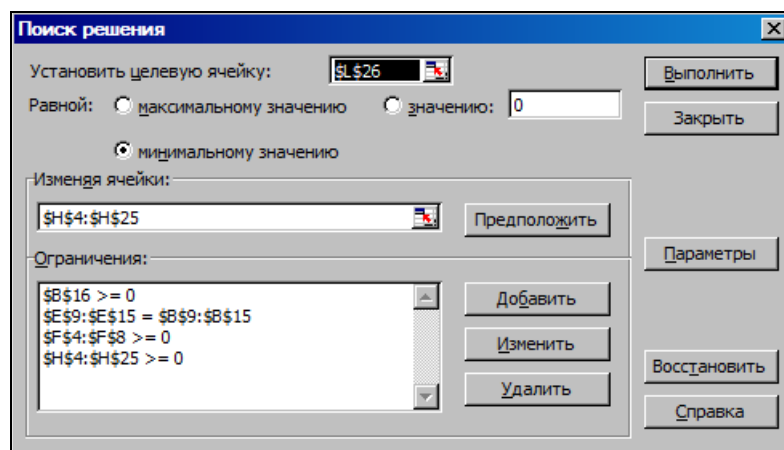 Поиск решения
Установить целевую ячейку: $L$26
Выполнить
Равной: максимальному значению значению: 0
Закрыть
минимальному значению
Изменяя ячейки:
$H$4:$H$25
Предположить
Параметры
Ограничения:
$B$16 >= 0
$E$9:$E$15 = $B$9:$B$15
$F$4:$F$8 >= 0
$H$4:$H$25 >= 0
Добавить
Изменить
Удалить
Восстановить
Справка